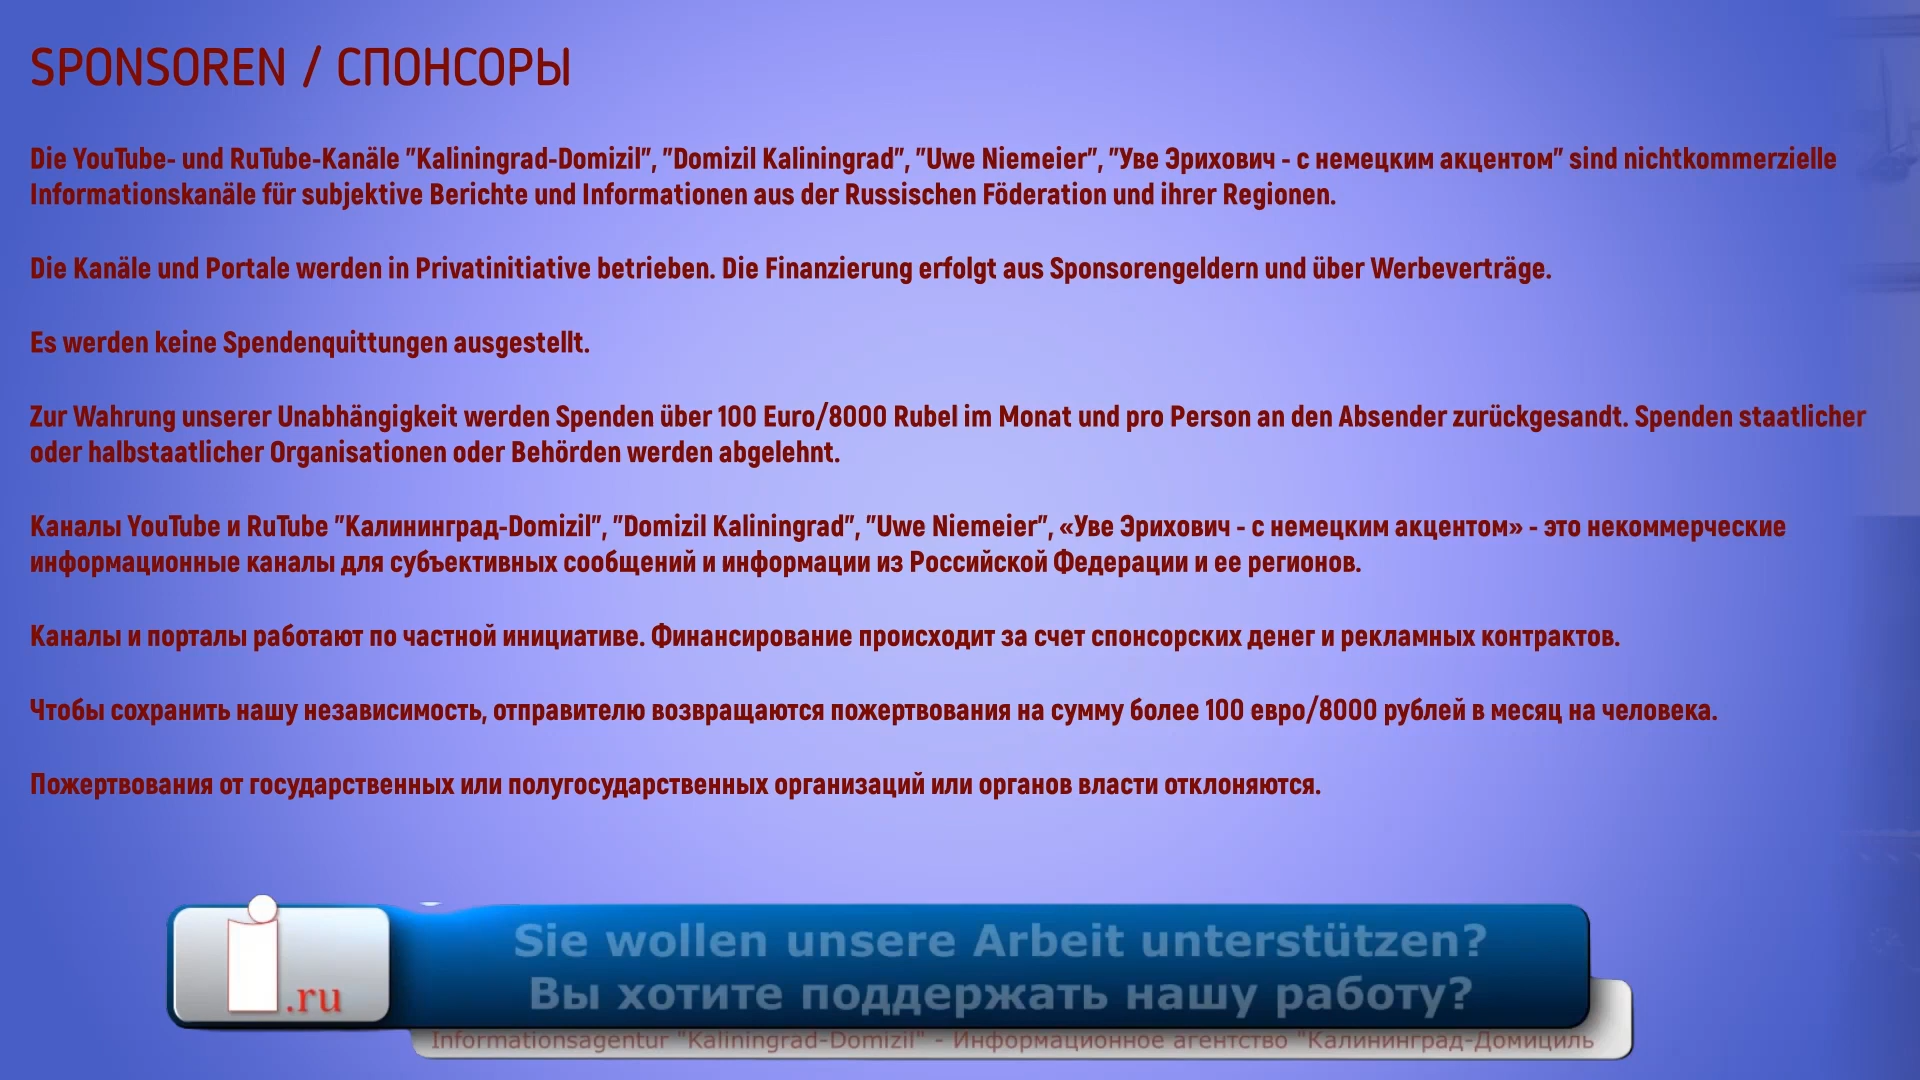 SPONSOREN / СПОНСОРЫ
Die YouTube- und RuTube-Kanäle "Kaliningrad-Domizil", "Domizil Kaliningrad", "Uwe Niemeier", "Уве Эрихович - с немецким акцентом" sind nichtkommerzielle
Informationskanäle für subjektive Berichte und Informationen aus der Russischen Föderation und ihrer Regionen.
Die Kanäle und Portale werden in Privatinitiative betrieben. Die Finanzierung erfolgt aus Sponsorengeldern und über Werbeverträge.
Es werden keine Spendenquittungen ausgestellt.
Zur Wahrung unserer Unabhängigkeit werden Spenden über 100 Euro/8000 Rubel im Monat und pro Person an den Absender zurückgesandt. Spenden staatlicher
oder halbstaatlicher Organisationen oder Behörden werden abgelehnt.
Каналы YouTube и RuTube "Калининград-Domizil", "Domizil Kaliningrad", "Uwe Niemeier", «Уве Эрихович - с немецким акцентом» - это некоммерческие
информационные каналы для субъективных сообщений и информации из Российской Федерации и ее регионов.
Каналы и порталы работают по частной инициативе. Финансирование происходит за счет спонсорских денег и рекламных контрактов.
Чтобы сохранить нашу независимость, отправителю возвращаются пожертвования на сумму более 100 евро/8000 рублей в месяц на человека.
Пожертвования от государственных или полугосударственных организаций или органов власти отклоняются.
Sie wollen unsere Arbeit unterstützen?
Вы хотите поддержать нашу работу?
i.ru
Informationsagentur "Kaliningrad-Domizil" - Информационное агентство "Калининград-Домициль